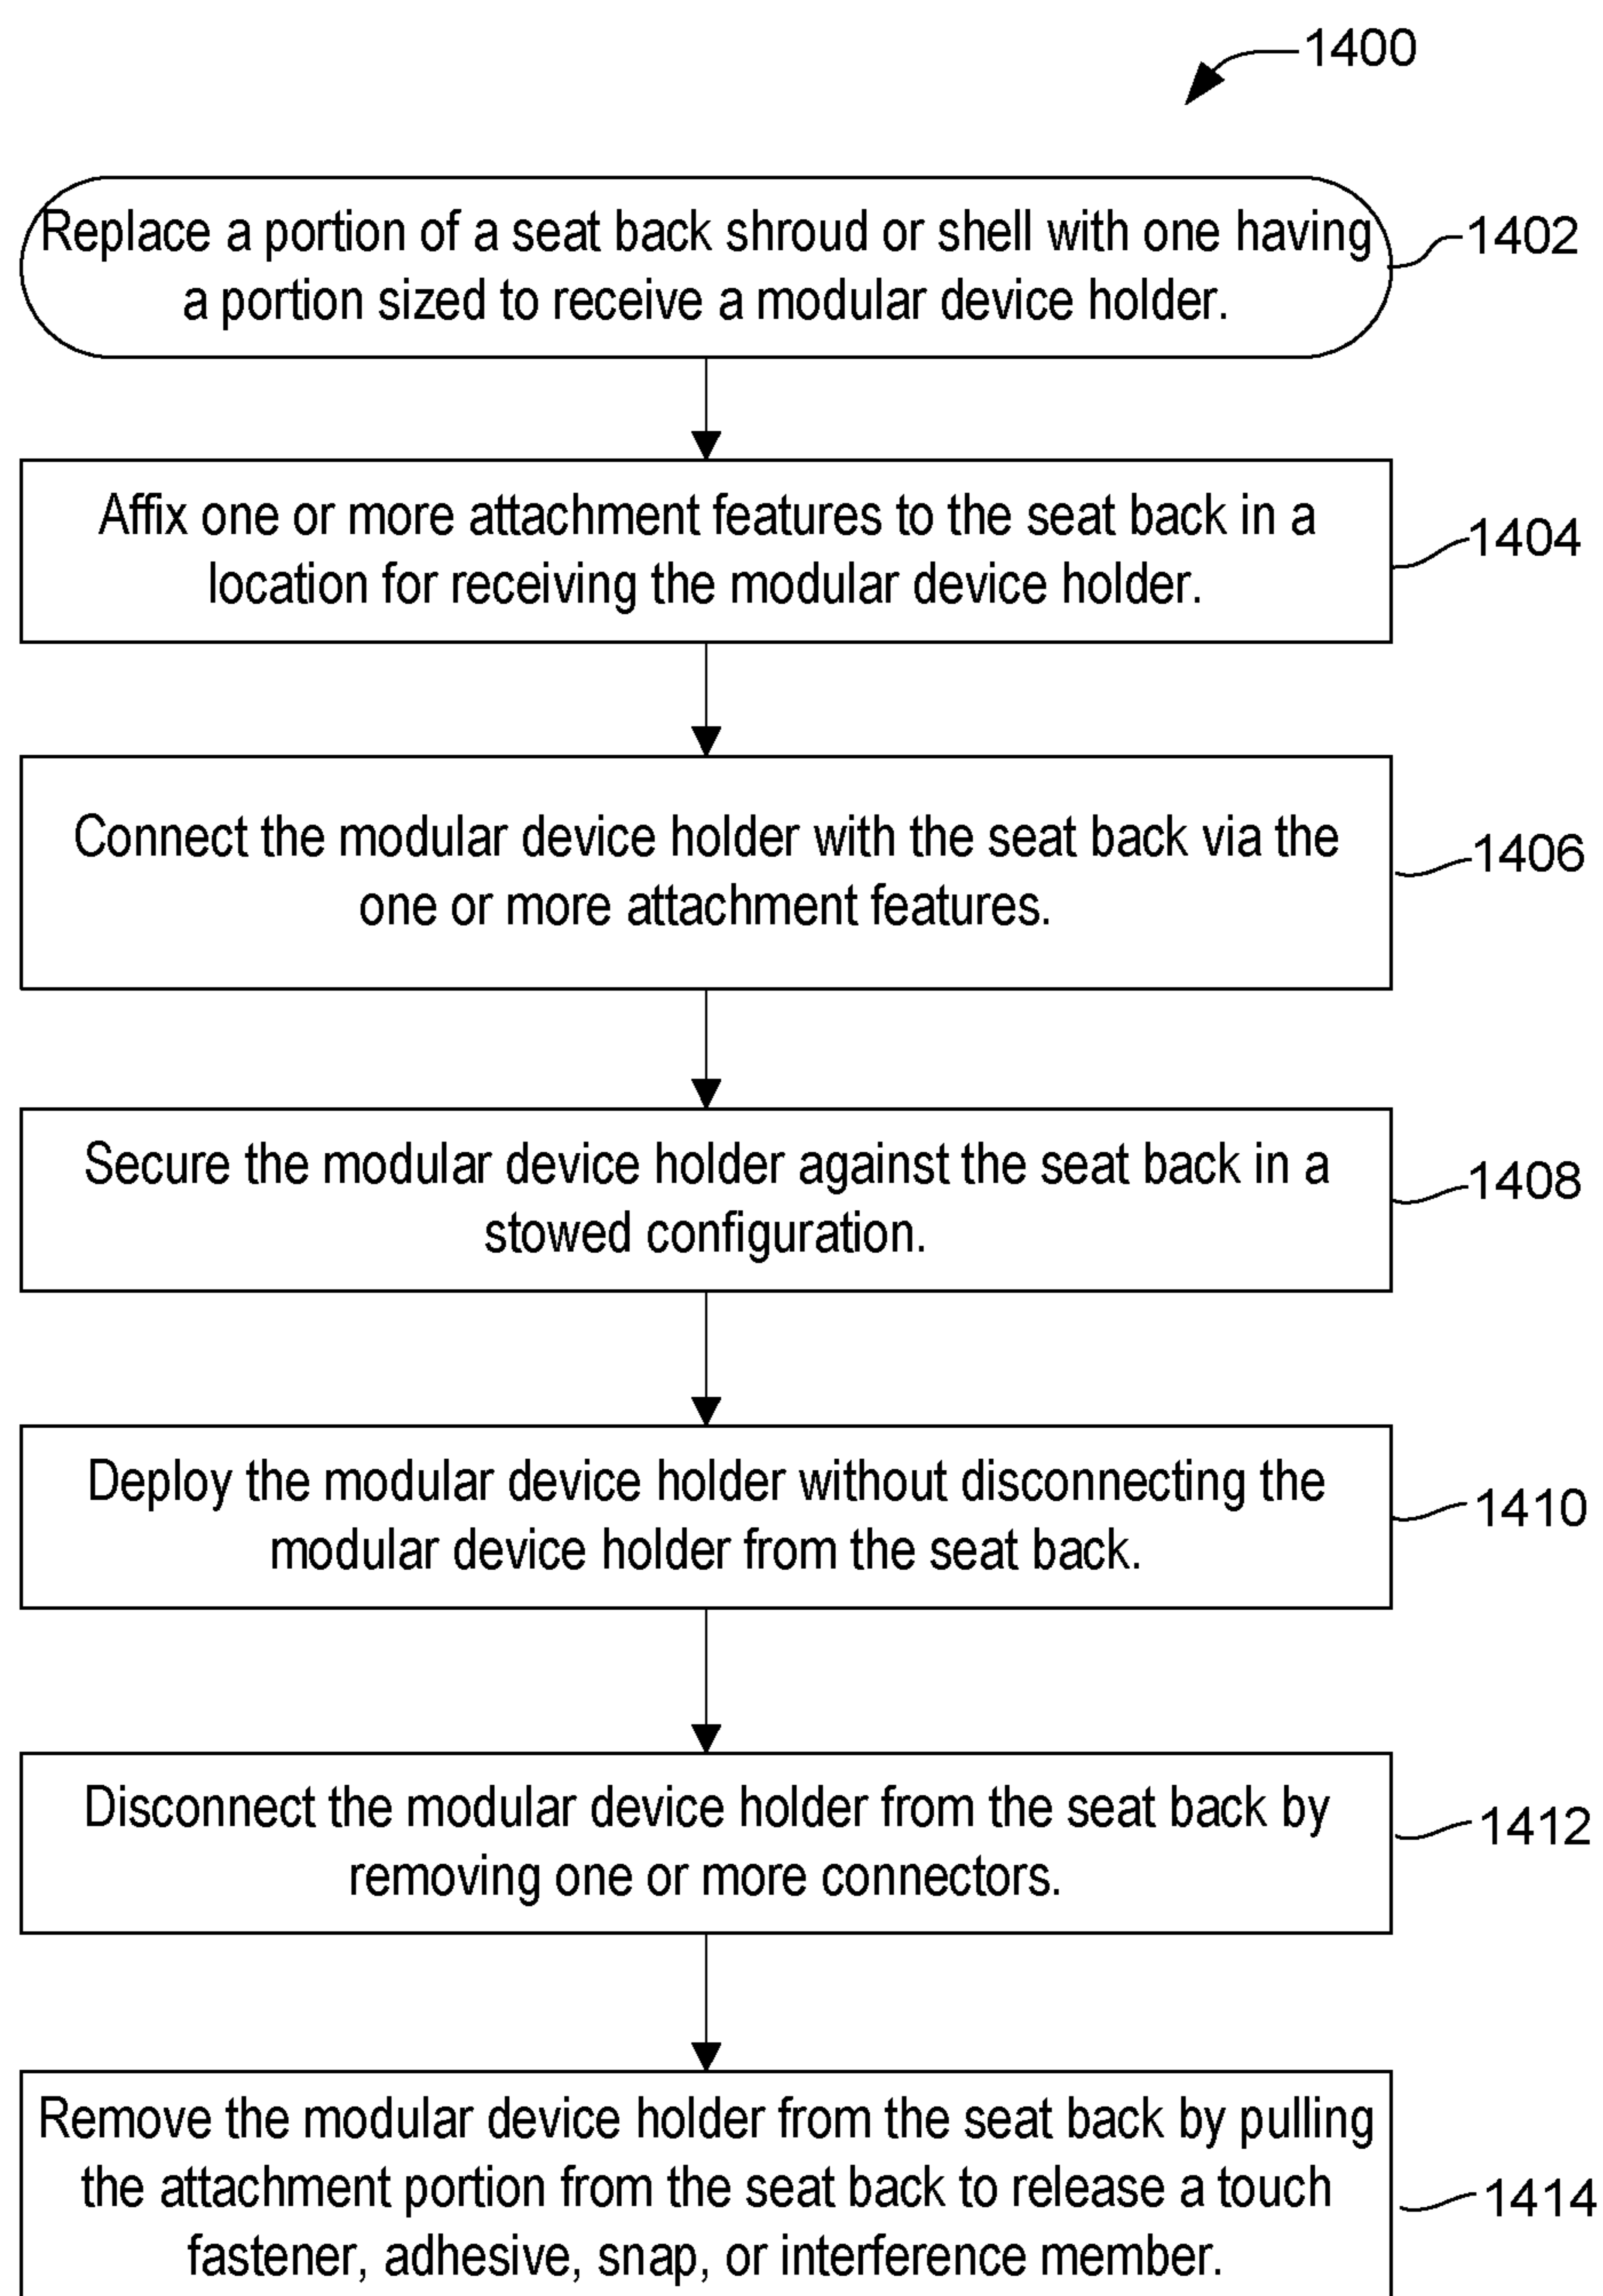 1400
Replace a portion of a seat back shroud or shell with one having
a portion sized to receive a modular device holder.
1402
Affix one or more attachment features to the seat back in a
location for receiving the modular device holder.
1404
Connect the modular device holder with the seat back via the
one or more attachment features.
1406
Secure the modular device holder against the seat back in a
stowed configuration.
1408
Deploy the modular device holder without disconnecting the
modular device holder from the seat back.
1410
Disconnect the modular device holder from the seat back by
removing one or more connectors.
1412
Remove the modular device holder from the seat back by pulling
the attachment portion from the seat back to release a touch
fastener, adhesive, snap, or interference member.
1414